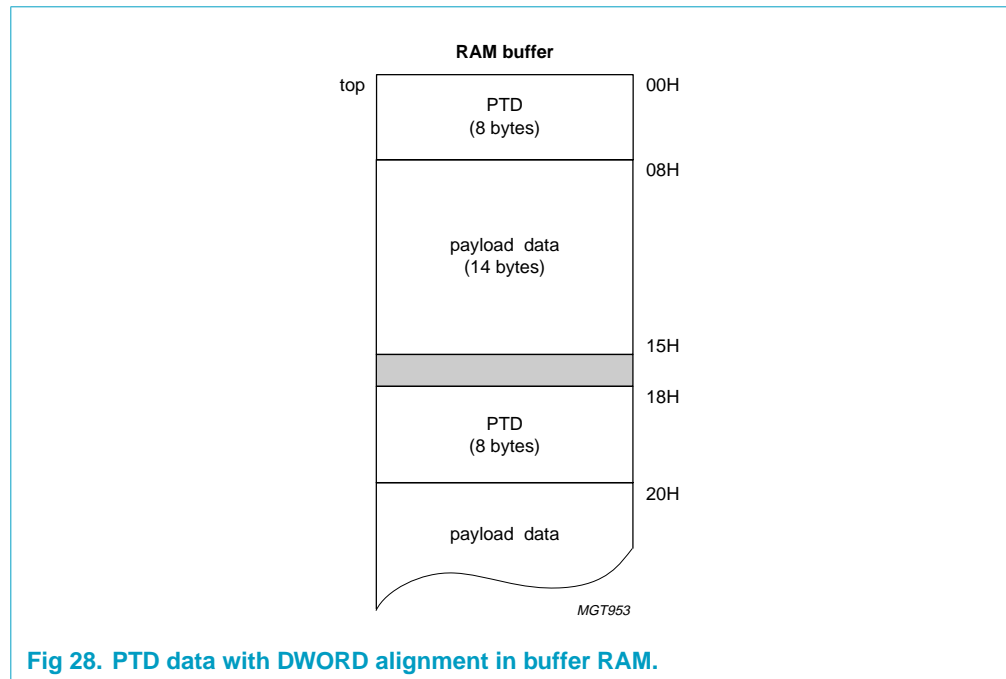 RAM buffer
top
00H
PTD
(8 bytes)
08H
payload data
(14 bytes)
15H
18H
PTD
(8 bytes)
20H
payload data
MGT953
Fig 28. PTD data with DWORD alignment in buffer RAM.